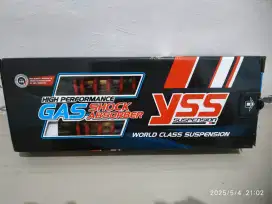 HIGH PERFORMANCE
GAS SHOCK
ABSORBER
YSS
SUSPENSION
WORLD CLASS SUSPENSION
2025/5/4 21:02